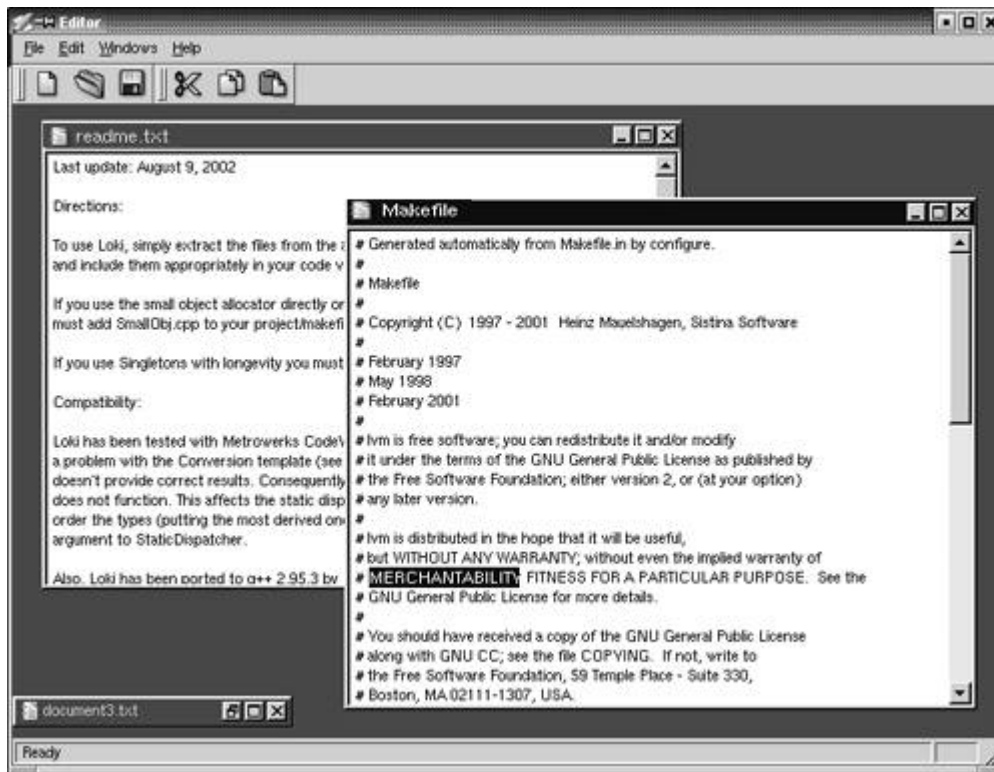 Editor
File Edit Windows Help
readme.txt
Last update: August 9, 2002
Directions:
To use Loki, simply extract the files from the
and include them appropriately in your code
If you use the small object allocator directly or
must add SmallObj.cpp to your project/makefi
If you use Singletons with longevity you must
Compatibility:
Loki has been tested with Metrowerks Code
a problem with the Conversion template (see
doesn't provide correct results. Consequently
does not function. This affects the static disp
order the types (putting the most derived on
argument to StaticDispatcher.
Also, Loki has been ported to g++ 2.95.3 by
Makefile
# Generated automatically from Makefile.in by configure.
#
# Makefile
#
# Copyright (C) 1997 - 2001 Heinz Mauelshagen, Sistina Software
#
# February 1997
# May 1998
# February 2001
#
# lvm is free software; you can redistribute it and/or modify
# it under the terms of the GNU General Public License as published by
# the Free Software Foundation; either version 2, or (at your option)
# any later version.
#
# lvm is distributed in the hope that it will be useful,
# but WITHOUT ANY WARRANTY; without even the implied warranty of
# MERCHANTABILITY FITNESS FOR A PARTICULAR PURPOSE. See the
# GNU General Public License for more details.
#
# You should have received a copy of the GNU General Public License
# along with GNU CC; see the file COPYING. If not, write to
# the Free Software Foundation, 59 Temple Place - Suite 330,
# Boston, MA 02111-1307, USA.
document3.txt
Ready